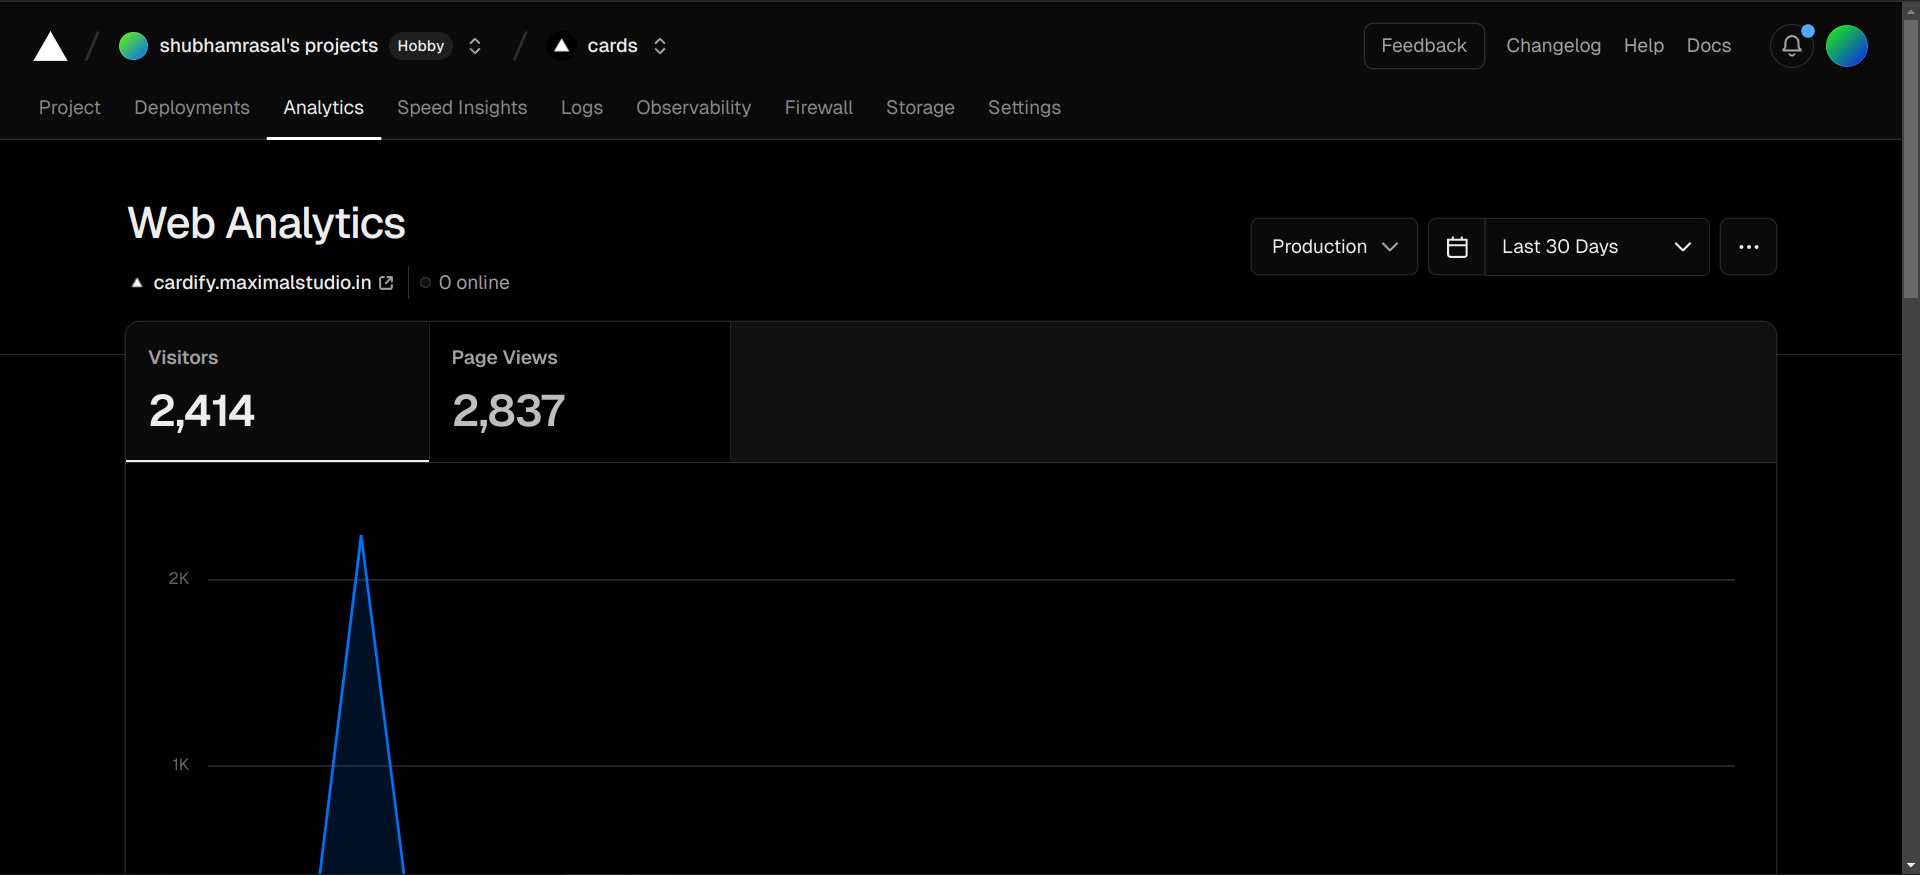 shubhamrasal's projects Hobby cards Feedback Changelog Help Docs
Project Deployments Analytics Speed Insights Logs Observability Firewall Storage Settings
Web Analytics
Production Last 30 Days
cardify.maximalstudio.in 0 online
Visitors Page Views
2,414 2,837
2K
1K